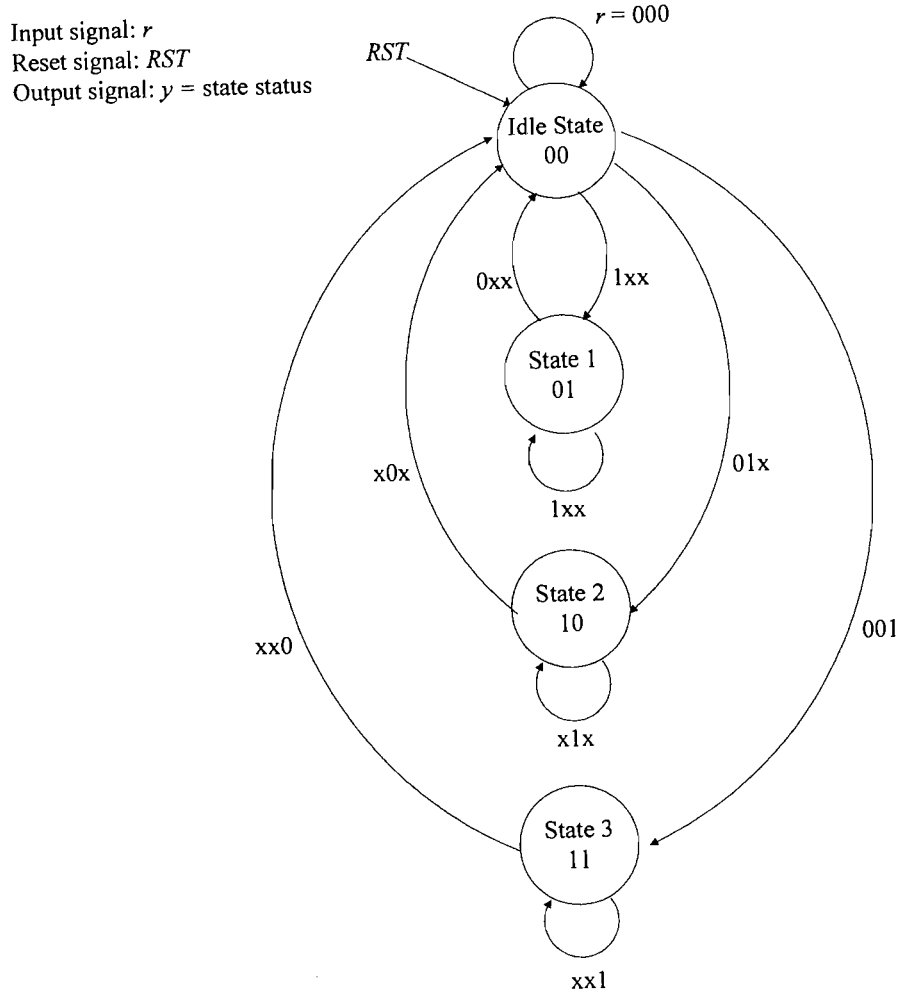 Input signal: r
Reset signal: RST
Output signal: y = state status
r = 000
RST
Idle State
00
0xx
1xx
State 1
01
1xx
x0x
01x
State 2
10
x1x
xx0
001
State 3
11
xx1